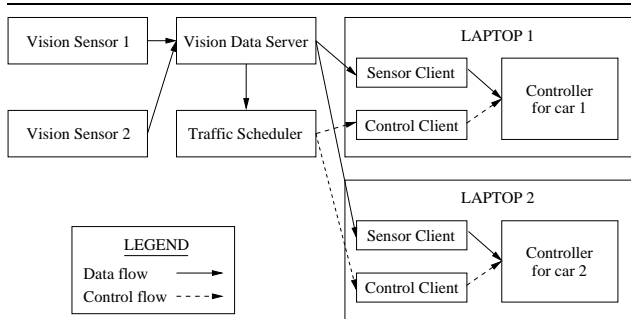 Vision Sensor 1
Vision Data Server
LAPTOP 1
Sensor Client
Controller
for car 1
Vision Sensor 2
Traffic Scheduler
Control Client
LAPTOP 2
Sensor Client
Controller
for car 2
Control Client
LEGEND
Data flow
Control flow